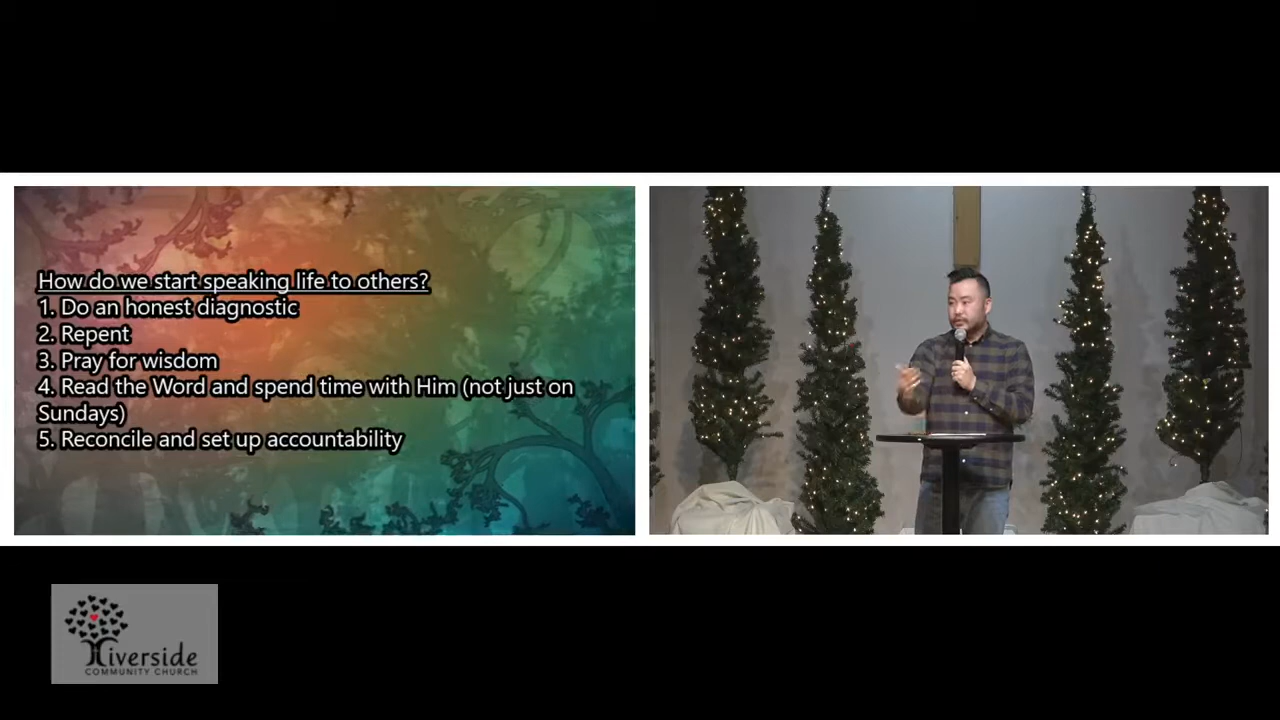 How do we start speaking life to others?
1. Do an honest diagnostic
2. Repent
3. Pray for wisdom
4. Read the Word and spend time with Him (not just on
Sundays)
5. Reconcile and set up accountability
Riverside
COMMUNITY CHURCH